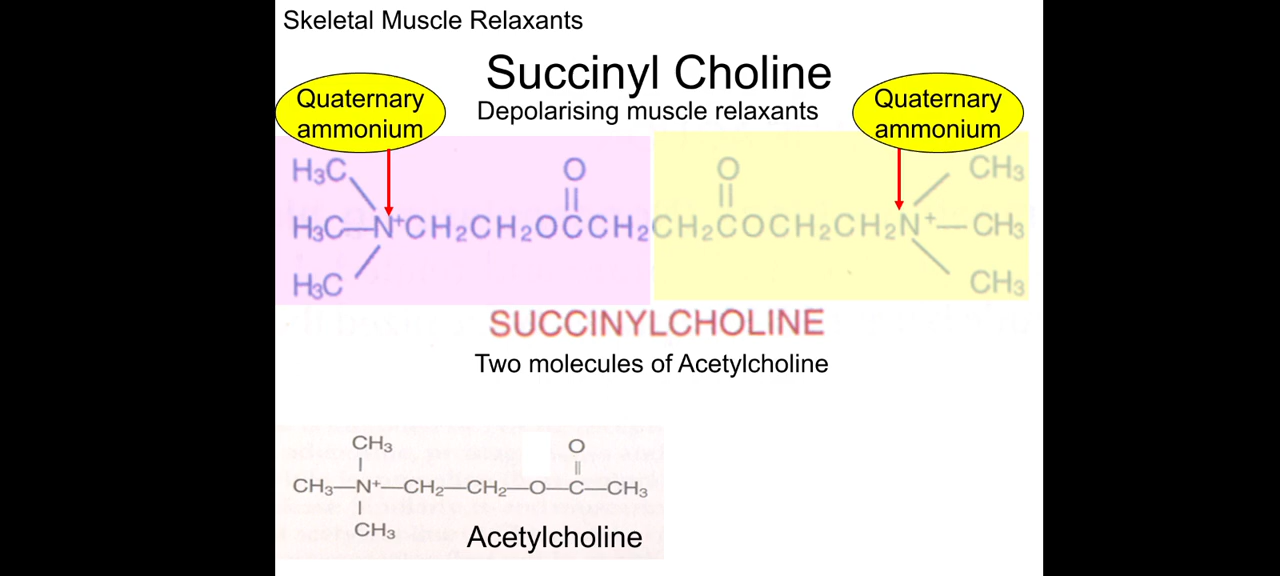 Skeletal Muscle Relaxants
Succinyl Choline
Quaternary
ammonium
Depolarising muscle relaxants
Quaternary
ammonium
H₃C O O CH₃
H₃C—N⁺CH₂CH₂OCCH₂CH₂COCH₂CH₂N⁺—CH₃
H₃C CH₃
SUCCINYLCHOLINE
Two molecules of Acetylcholine
CH₃ O
CH₃—N⁺—CH₂—CH₂—O—C—CH₃
CH₃
Acetylcholine